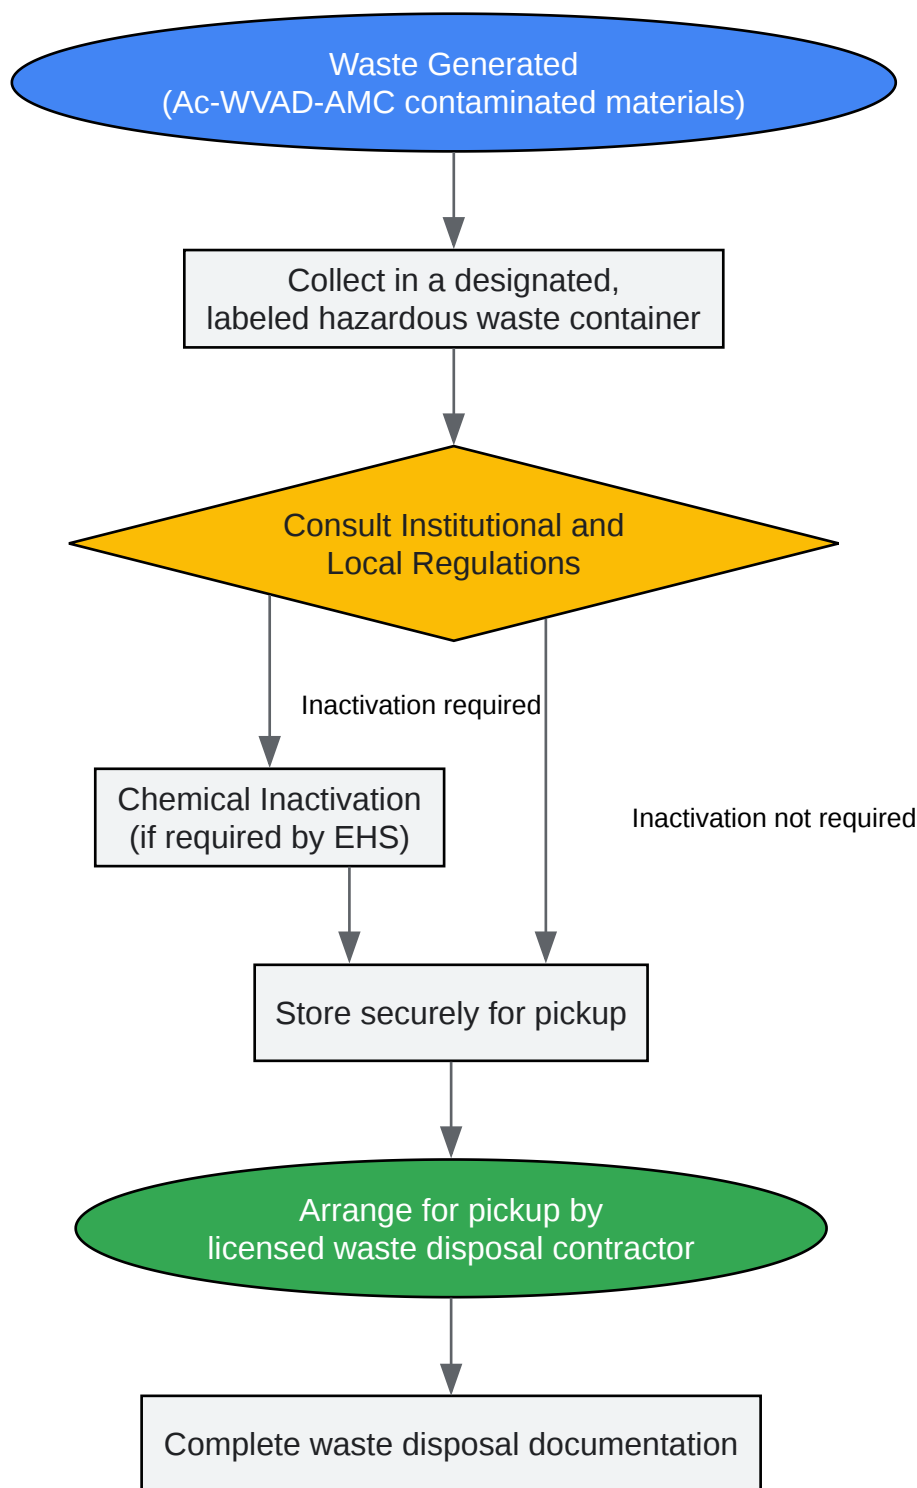 Waste Generated
(Ac-WVAD-AMC contaminated materials)
Collect in a designated,
labeled hazardous waste container
Consult Institutional and
Local Regulations
Inactivation required
Chemical Inactivation
(if required by EHS)
Inactivation not required
Store securely for pickup
Arrange for pickup by
licensed waste disposal contractor
Complete waste disposal documentation